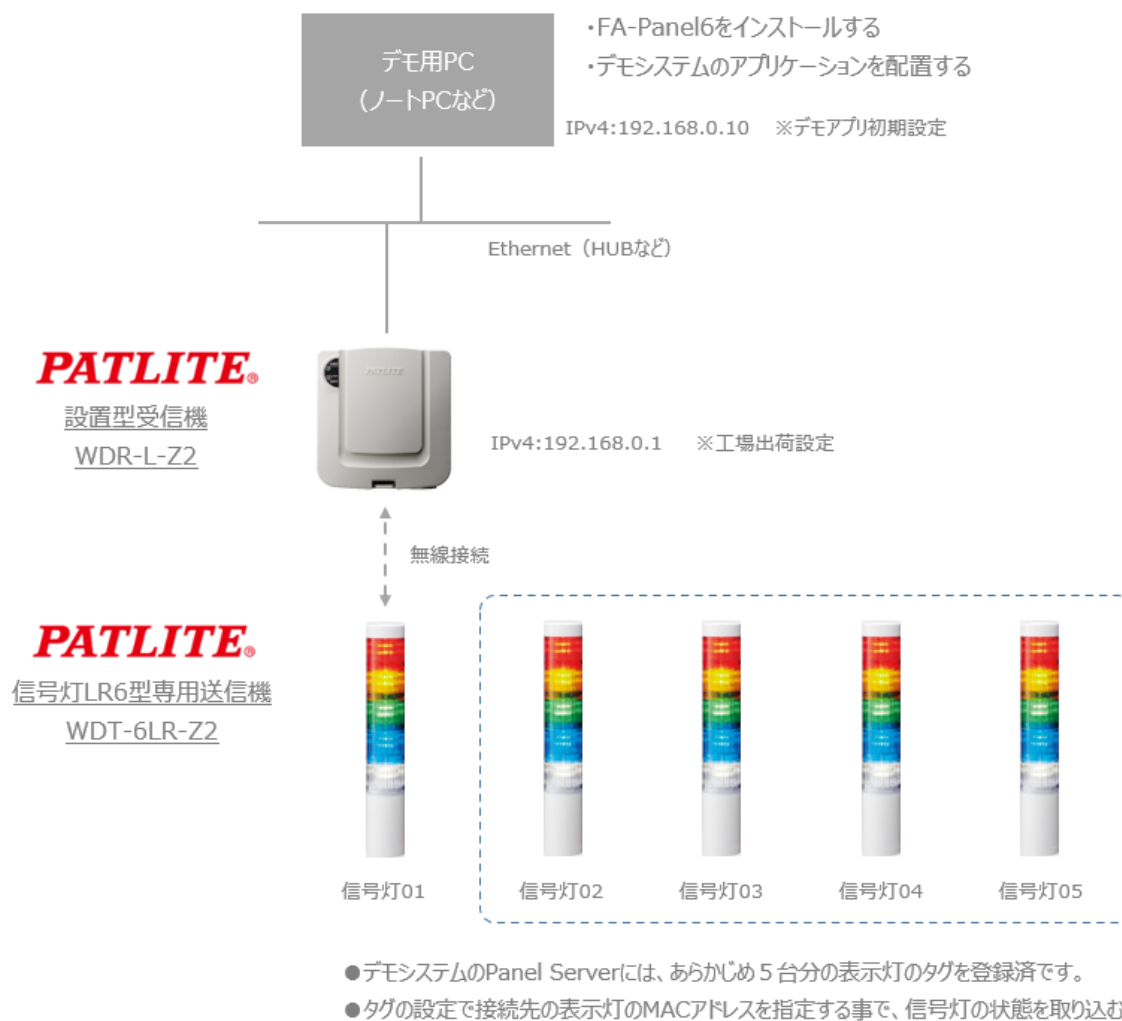 ・FA-Panel6をインストールする
・デモシステムのアプリケーションを配置する
デモ用PC
（ノートPCなど）
IPv4:192.168.0.10　※デモアプリ初期設定
Ethernet（HUBなど）
PATLITE®
PATLITE
設置型受信機
WDR-L-Z2
IPv4:192.168.0.1　※工場出荷設定
無線接続
PATLITE®
信号灯LR6型専用送信機
WDT-6LR-Z2
信号灯01　信号灯02　信号灯03　信号灯04　信号灯05
●デモシステムのPanel Serverには、あらかじめ５台分の表示灯のタグを登録済です。
●タグの設定で接続先の表示灯のMACアドレスを指定する事で、信号灯の状態を取り込む